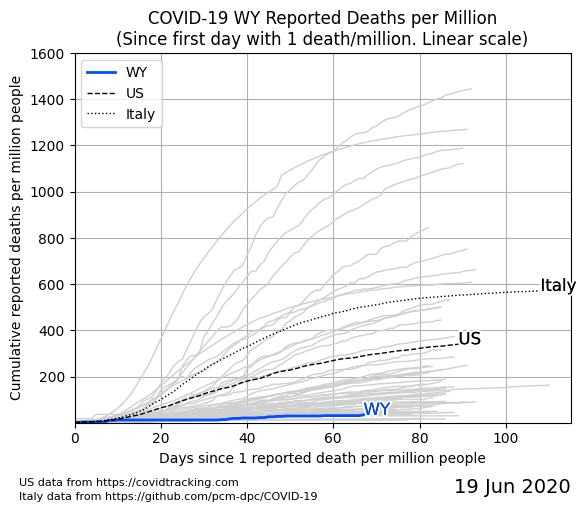 COVID-19 WY Reported Deaths per Million
(Since first day with 1 death/million. Linear scale)
1600
1400
1200
1000
800
600
400
200
WY
US
Italy
Cumulative reported deaths per million people
Italy
US
WY
0 20 40 60 80 100
Days since 1 reported death per million people
US data from https://covidtracking.com
Italy data from https://github.com/pcm-dpc/COVID-19
19 Jun 2020